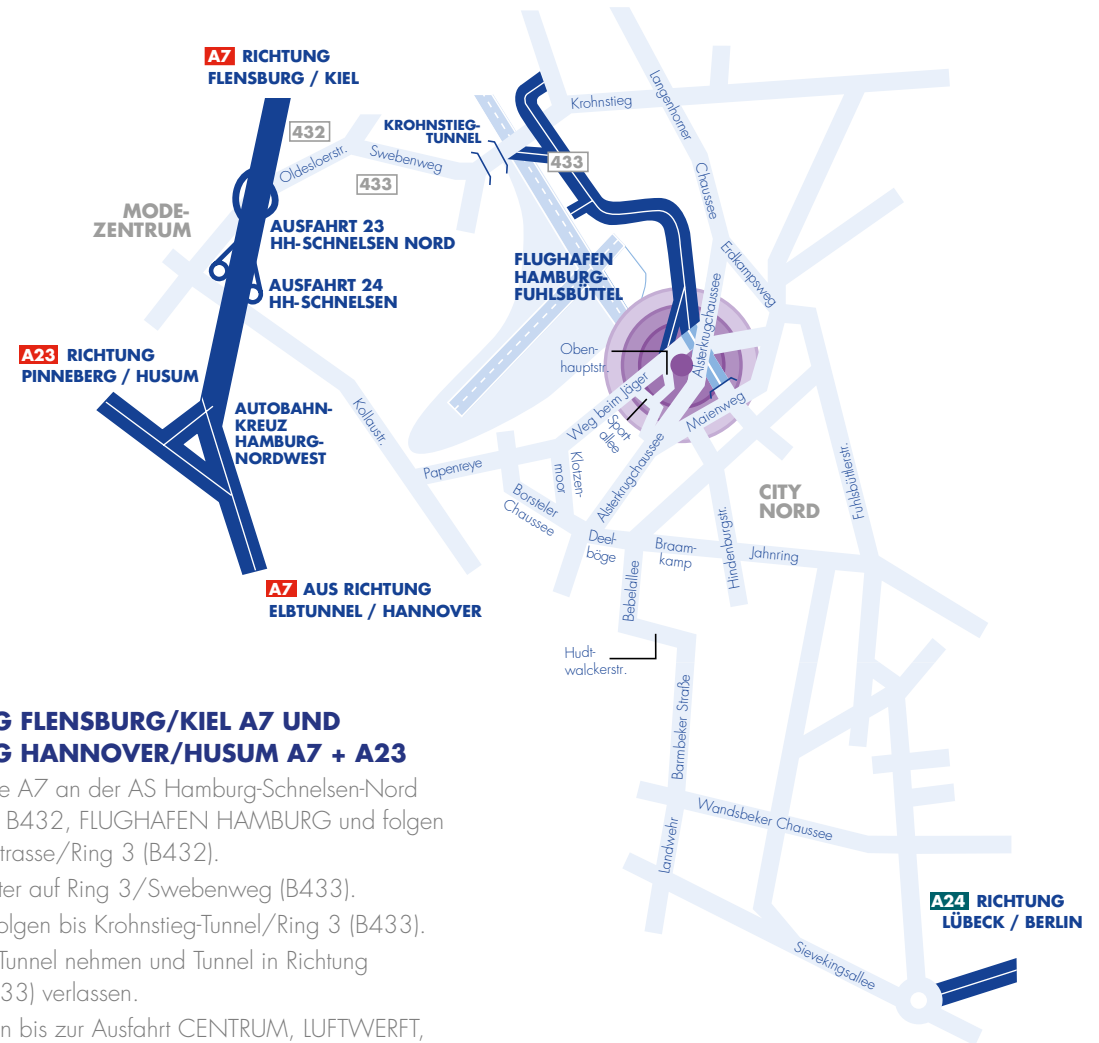 A7 RICHTUNG
FLENSBURG / KIEL
432
Oldesloerstr.
Swebenweg
433
KROHNSTIEG-
TUNNEL
433
Krohnstieg
Langenhorner
Chaussee
Erdkampsweg
MODE-
ZENTRUM
AUSFAHRT 23
HH-SCHNELSEN NORD
AUSFAHRT 24
HH-SCHNELSEN
FLUGHAFEN
HAMBURG-
FUHLSBÜTTEL
A23 RICHTUNG
PINNEBERG / HUSUM
AUTOBAHN-
KREUZ
HAMBURG-
NORDWEST
Kollaustr.
Oben-
hauptstr.
Alsterkrugchaussee
Weg beim Jäger
Sport
allee
Maienweg
Papenreye
Klotzen-
moor
Alsterkrugchaussee
Borsteler
Chaussee
CITY
NORD
Fuhlsbüttlerstr.
Hindenburgstr.
Deel-
böge
Braam-
kamp
Jahnring
Bebelallee
A7 AUS RICHTUNG
ELBTUNNEL / HANNOVER
Hudt-
walckerstr.
Barmbeker Straße
Wandsbeker Chaussee
Landwehr
Sievekingsallee
A24 RICHTUNG
LÜBECK / BERLIN
G FLENSBURG/KIEL A7 UND
G HANNOVER/HUSUM A7 + A23
e A7 an der AS Hamburg-Schnelsen-Nord
B432, FLUGHAFEN HAMBURG und folgen
trasse/Ring 3 (B432).
ter auf Ring 3/Swebenweg (B433).
olgen bis Krohnstieg-Tunnel/Ring 3 (B433).
Tunnel nehmen und Tunnel in Richtung
33) verlassen.
n bis zur Ausfahrt CENTRUM, LUFTWERFT,